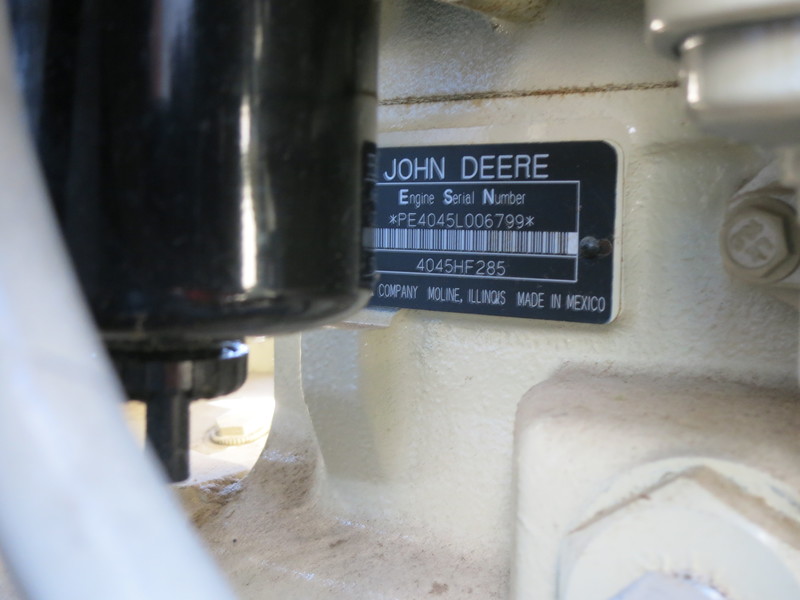 JOHN DEERE
Engine Serial Number
*PE4045L006799*
4045HF285
COMPANY MOLINE, ILLINOIS MADE IN MEXICO